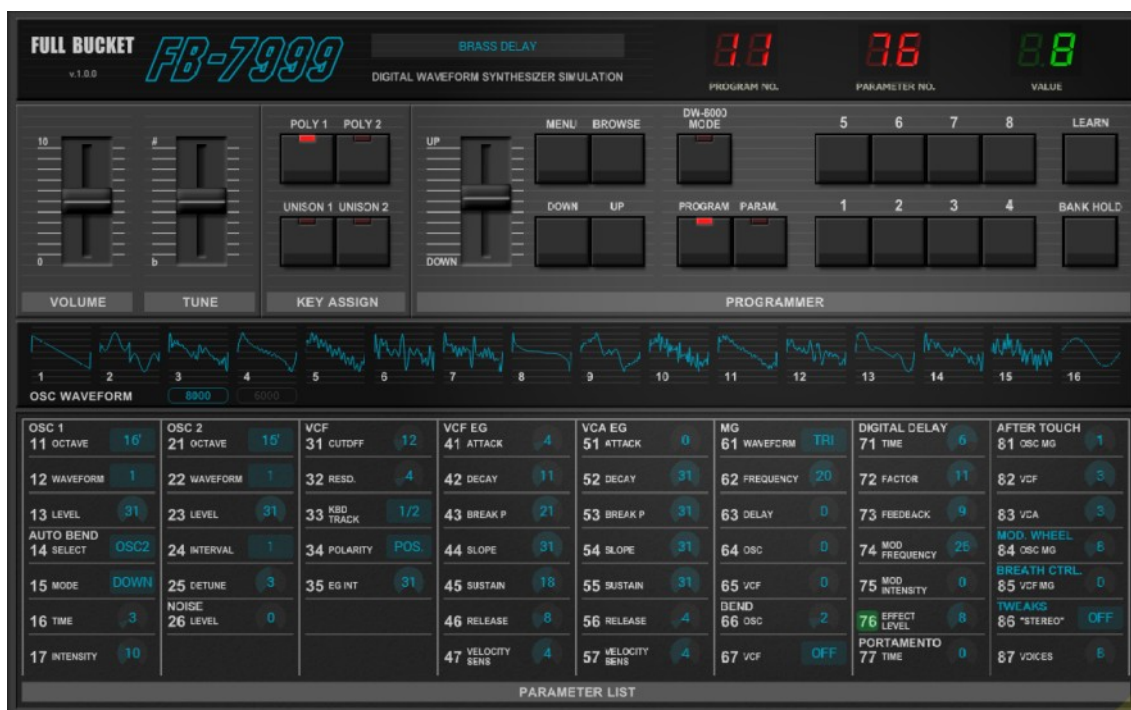 FULL BUCKET
v.1.0.0
FB-7999
BRASS DELAY
DIGITAL WAVEFORM SYNTHESIZER SIMULATION
11
PROGRAM NO.
76
PARAMETER NO.
8
VALUE
10
0
VOLUME
#
b
TUNE
POLY 1 POLY 2
UNISON 1 UNISON 2
KEY ASSIGN
UP
DOWN
MENU BROWSE
DOWN UP
DW-6000 MODE
PROGRAM PARAM.
5 6 7 8 LEARN
1 2 3 4 BANK HOLD
PROGRAMMER
1 2 3 4 5 6 7 8 9 10 11 12 13 14 15 16
OSC WAVEFORM 8000 6000
OSC 1
11 OCTAVE 16'
12 WAVEFORM 1
13 LEVEL 31
AUTO BEND
14 SELECT OSC2
15 MODE DOWN
16 TIME 3
17 INTENSITY 10
OSC 2
21 OCTAVE 16'
22 WAVEFORM 1
23 LEVEL 31
24 INTERVAL 1
25 DETUNE 3
NOISE
26 LEVEL 0
VCF
31 CUTOFF 12
32 RESO. 4
33 KBD TRACK 1/2
34 POLARITY POS.
35 EG INT 31
VCF EG
41 ATTACK 4
42 DECAY 11
43 BREAK P 21
44 SLOPE 31
45 SUSTAIN 18
46 RELEASE 8
47 VELOCITY SENS 4
VCA EG
51 ATTACK 0
52 DECAY 31
53 BREAK P 31
54 SLOPE 31
55 SUSTAIN 31
56 RELEASE 4
57 VELOCITY SENS 4
MG
61 WAVEFORM TRI
62 FREQUENCY 20
63 DELAY 0
64 OSC 0
65 VCF 0
BEND
66 OSC 2
67 VCF OFF
DIGITAL DELAY
71 TIME 6
72 FACTOR 11
73 FEEDBACK 9
74 MOD FREQUENCY 26
75 MOD INTENSITY 0
76 EFFECT LEVEL 8
PORTAMENTO
77 TIME 0
AFTER TOUCH
81 OSC MG 1
82 VCF 3
83 VCA 3
MOD. WHEEL
84 OSC MG 8
BREATH CTRL.
85 VCF MG 0
TWEAKS
86 "STEREO" OFF
87 VOICES 8
PARAMETER LIST